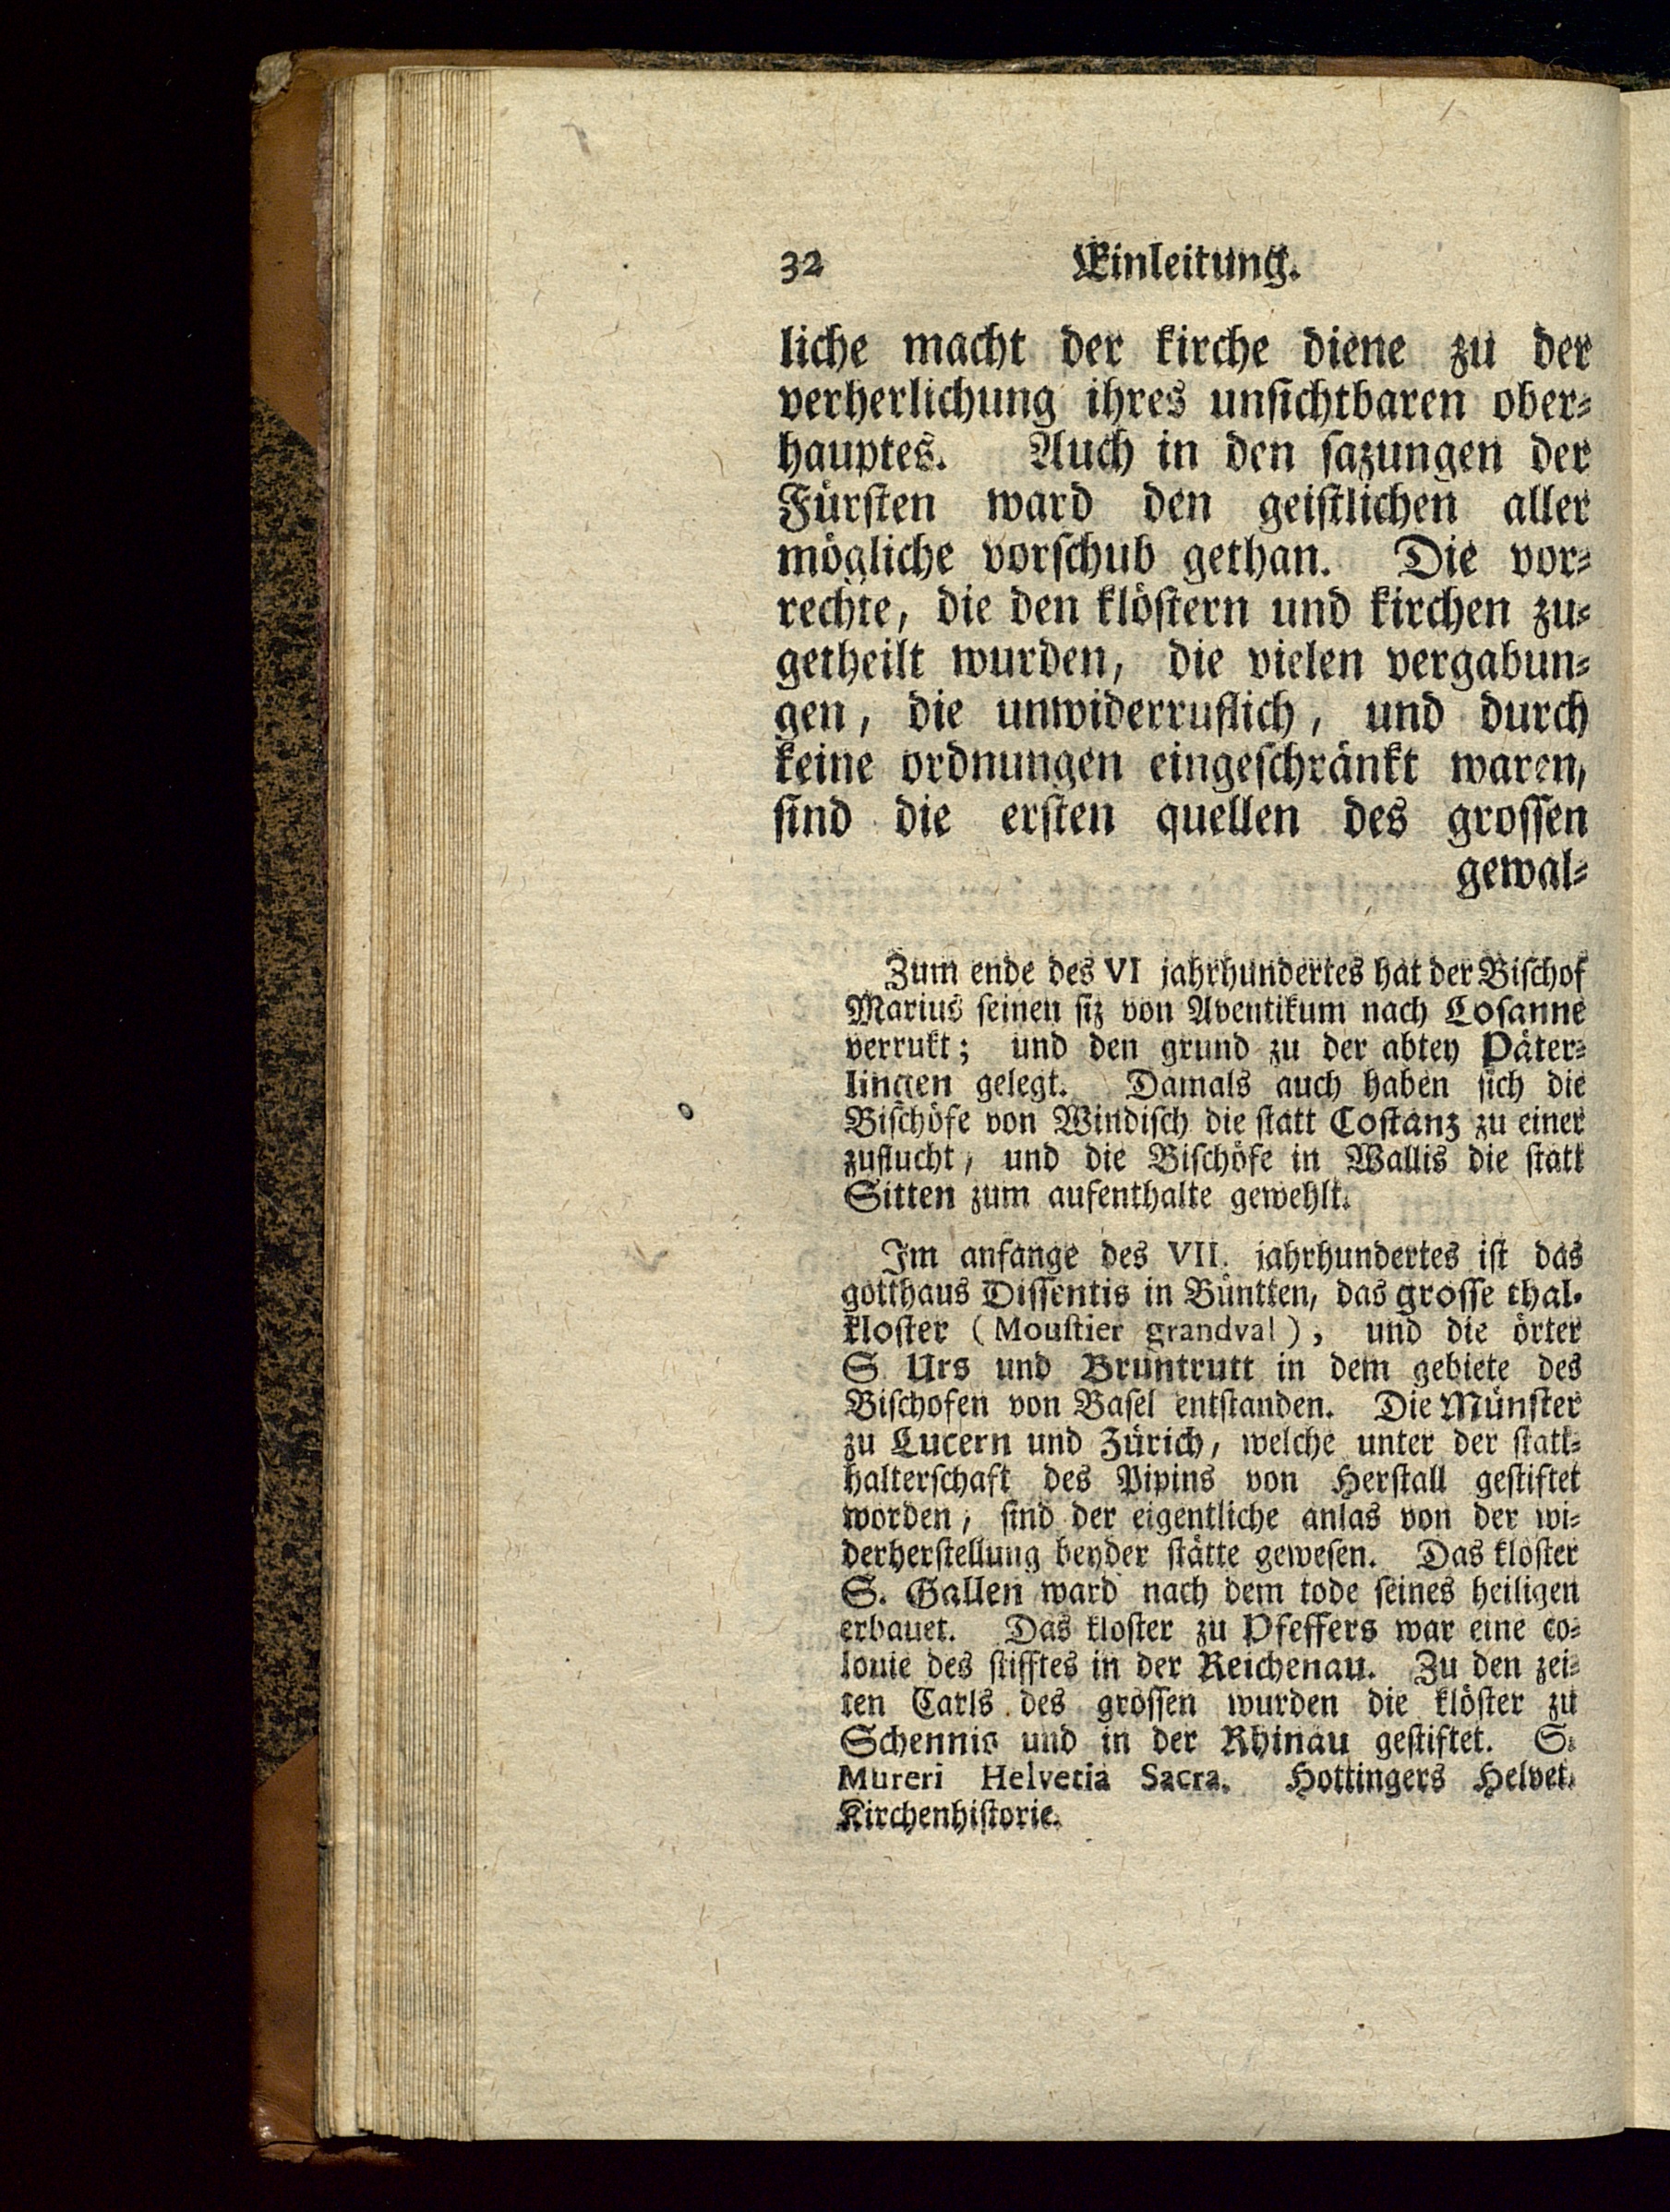 32 Einleitung.
liche macht der kirche diene zu der
verherlichung ihres unsichtbaren ober-
hauptes. Auch in den sazungen der
Fürsten ward den geistlichen aller
mögliche vorschub gethan. Die vor-
rechte, die den klöstern und kirchen zu-
getheilt wurden, die vielen vergabun-
gen, die unwiderruflich, und durch
keine ordnungen eingeschränkt waren,
sind die ersten quellen des grossen
gewal-
Zum ende des VI jahrhundertes hat der Bischof
Marius seinen siz von Aventikum nach Losanne
verrukt; und den grund zu der abtey Päter-
lingen gelegt. Damals auch haben sich die
Bischöfe von Windisch die statt Costanz zu einer
zuflucht, und die Bischöfe in Wallis die statt
Sitten zum aufenthalte gewehlt.
Im anfange des VII. jahrhundertes ist das
gotthaus Dissentis in Büntten, das grosse thal-
kloster (Moustier grandval), und die örter
S Urs und Bruntrutt in dem gebiete des
Bischofen von Basel entstanden. Die Münster
zu Lucern und Zürich, welche unter der statt-
halterschaft des Pipins von Herstall gestiftet
worden, sind der eigentliche anlas von der wi-
derherstellung beyder stätte gewesen. Das kloster
S. Gallen ward nach dem tode seines heiligen
erbauet. Das kloster zu Pfeffers war eine co-
lonie des stifftes in der Reichenau. Zu den zei-
ten Carls des grossen wurden die klöster zu
Schennis und in der Rhinau gestiftet. S.
Mureri Helvetia Sacra. Hottingers Helvet.
Kirchenhistorie.